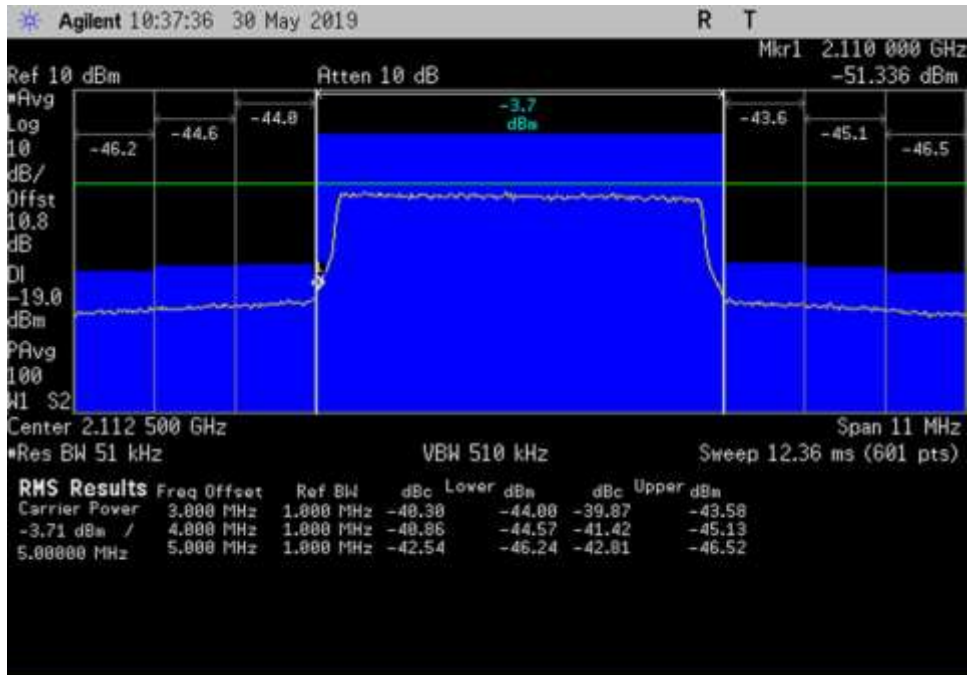 Agilent 10:37:36 30 May 2019 R T
Mkr1 2.110 000 GHz
Ref 10 dBm Atten 10 dB -51.336 dBm
*Avg
Log
10
dB/
Offst
10.8
dB
DI
-19.0
dBm
PAvg
100
W1 S2
-46.2 -44.6 -44.0 -3.7 dBm -43.6 -45.1 -46.5
1
Center 2.112 500 GHz Span 11 MHz
*Res BW 51 kHz VBW 510 kHz Sweep 12.36 ms (601 pts)
RMS Results Freq Offset Ref BW dBc Lower dBm dBc Upper dBm
Carrier Power 3.000 MHz 1.000 MHz -40.30 -44.00 -39.87 -43.58
-3.71 dBm / 4.000 MHz 1.000 MHz -40.86 -44.57 -41.42 -45.13
5.00000 MHz 5.000 MHz 1.000 MHz -42.54 -46.24 -42.81 -46.52